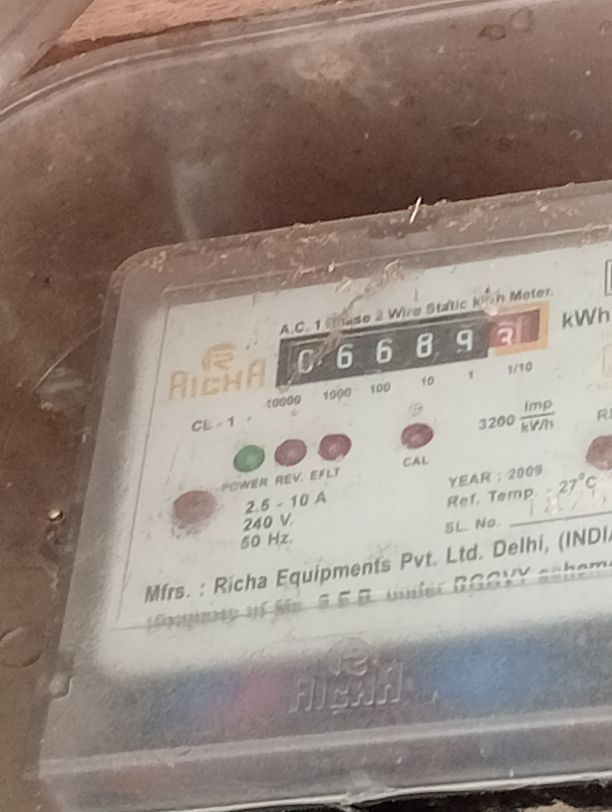 A.C. 1 Phase 2 Wire Static kWh Meter.
RICHA
0 6 6 8 9
kWh
10000 1000 100 10 1 1/10
CL - 1
3200 Imp
kWh
POWER REV. EFLT
CAL
2.5 - 10 A
240 V.
50 Hz.
YEAR : 2009
Ref. Temp. - 27°C
SL. No.
Mfrs. : Richa Equipments Pvt. Ltd. Delhi, (INDIA
RICHA